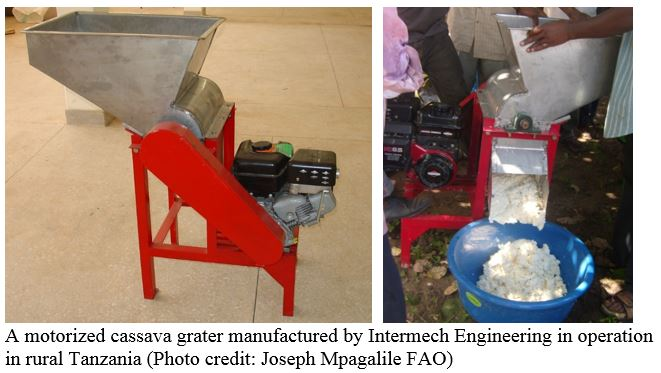 A motorized cassava grater manufactured by Intermech Engineering in operation
in rural Tanzania (Photo credit: Joseph Mpagalile FAO)